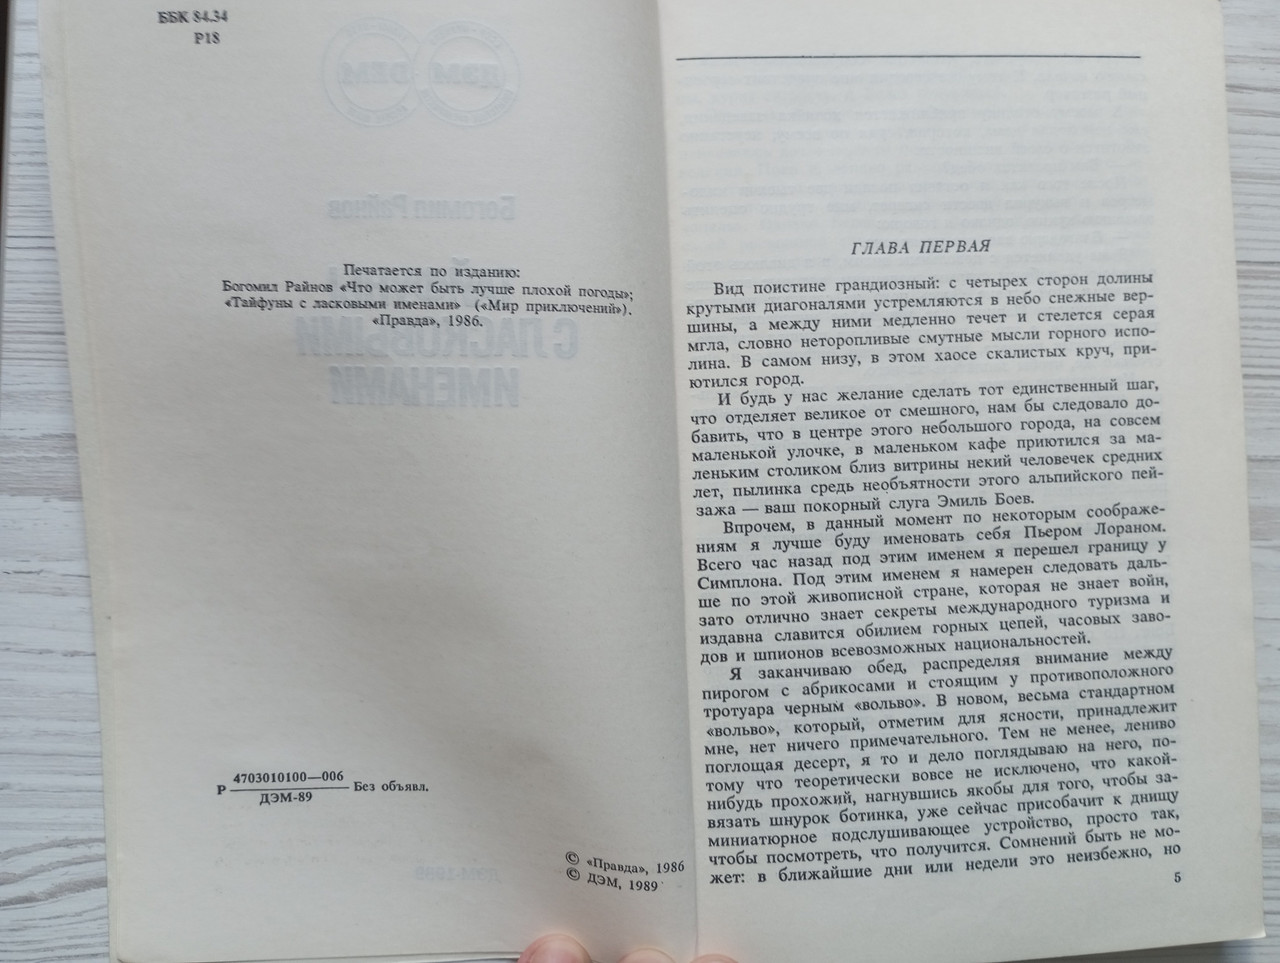 ББК 84.34
Р18
Печатается по изданию:
Богомил Райнов «Что может быть лучше плохой погоды»;
«Тайфуны с ласковыми именами» («Мир приключений»).
«Правда», 1986.
Р 4703010100—006 Без объявл.
ДЭМ-89
© «Правда», 1986
© ДЭМ, 1989
ГЛАВА ПЕРВАЯ
Вид поистине грандиозный: с четырех сторон долины
крутыми диагоналями устремляются в небо снежные вер-
шины, а между ними медленно течет и стелется серая
мгла, словно неторопливые смутные мысли горного испо-
лина. В самом низу, в этом хаосе скалистых круч, при-
ютился город.
И будь у нас желание сделать тот единственный шаг,
что отделяет великое от смешного, нам бы следовало до-
бавить, что в центре этого небольшого города, на совсем
маленькой улочке, в маленьком кафе приютился за ма-
леньким столиком близ витрины некий человечек средних
лет, пылинка средь необъятности этого альпийского пей-
зажа — ваш покорный слуга Эмиль Боев.
Впрочем, в данный момент по некоторым соображе-
ниям я лучше буду именовать себя Пьером Лораном.
Всего час назад под этим именем я перешел границу у
Симплона. Под этим именем я намерен следовать даль-
ше по этой живописной стране, которая не знает войн,
зато отлично знает секреты международного туризма и
издавна славится обилием горных цепей, часовых заво-
дов и шпионов всевозможных национальностей.
Я заканчиваю обед, распределяя внимание между
пирогом с абрикосами и стоящим у противоположного
тротуара черным «вольво». В новом, весьма стандартном
«вольво», который, отметим для ясности, принадлежит
мне, нет ничего примечательного. Тем не менее, лениво
поглощая десерт, я то и дело поглядываю на него, по-
тому что теоретически вовсе не исключено, что какой-
нибудь прохожий, нагнувшись якобы для того, чтобы за-
вязать шнурок ботинка, уже сейчас присобачит к днищу
миниатюрное подслушивающее устройство, просто так,
чтобы посмотреть, что получится. Сомнений быть не мо-
жет: в ближайшие дни или недели это неизбежно, но
5